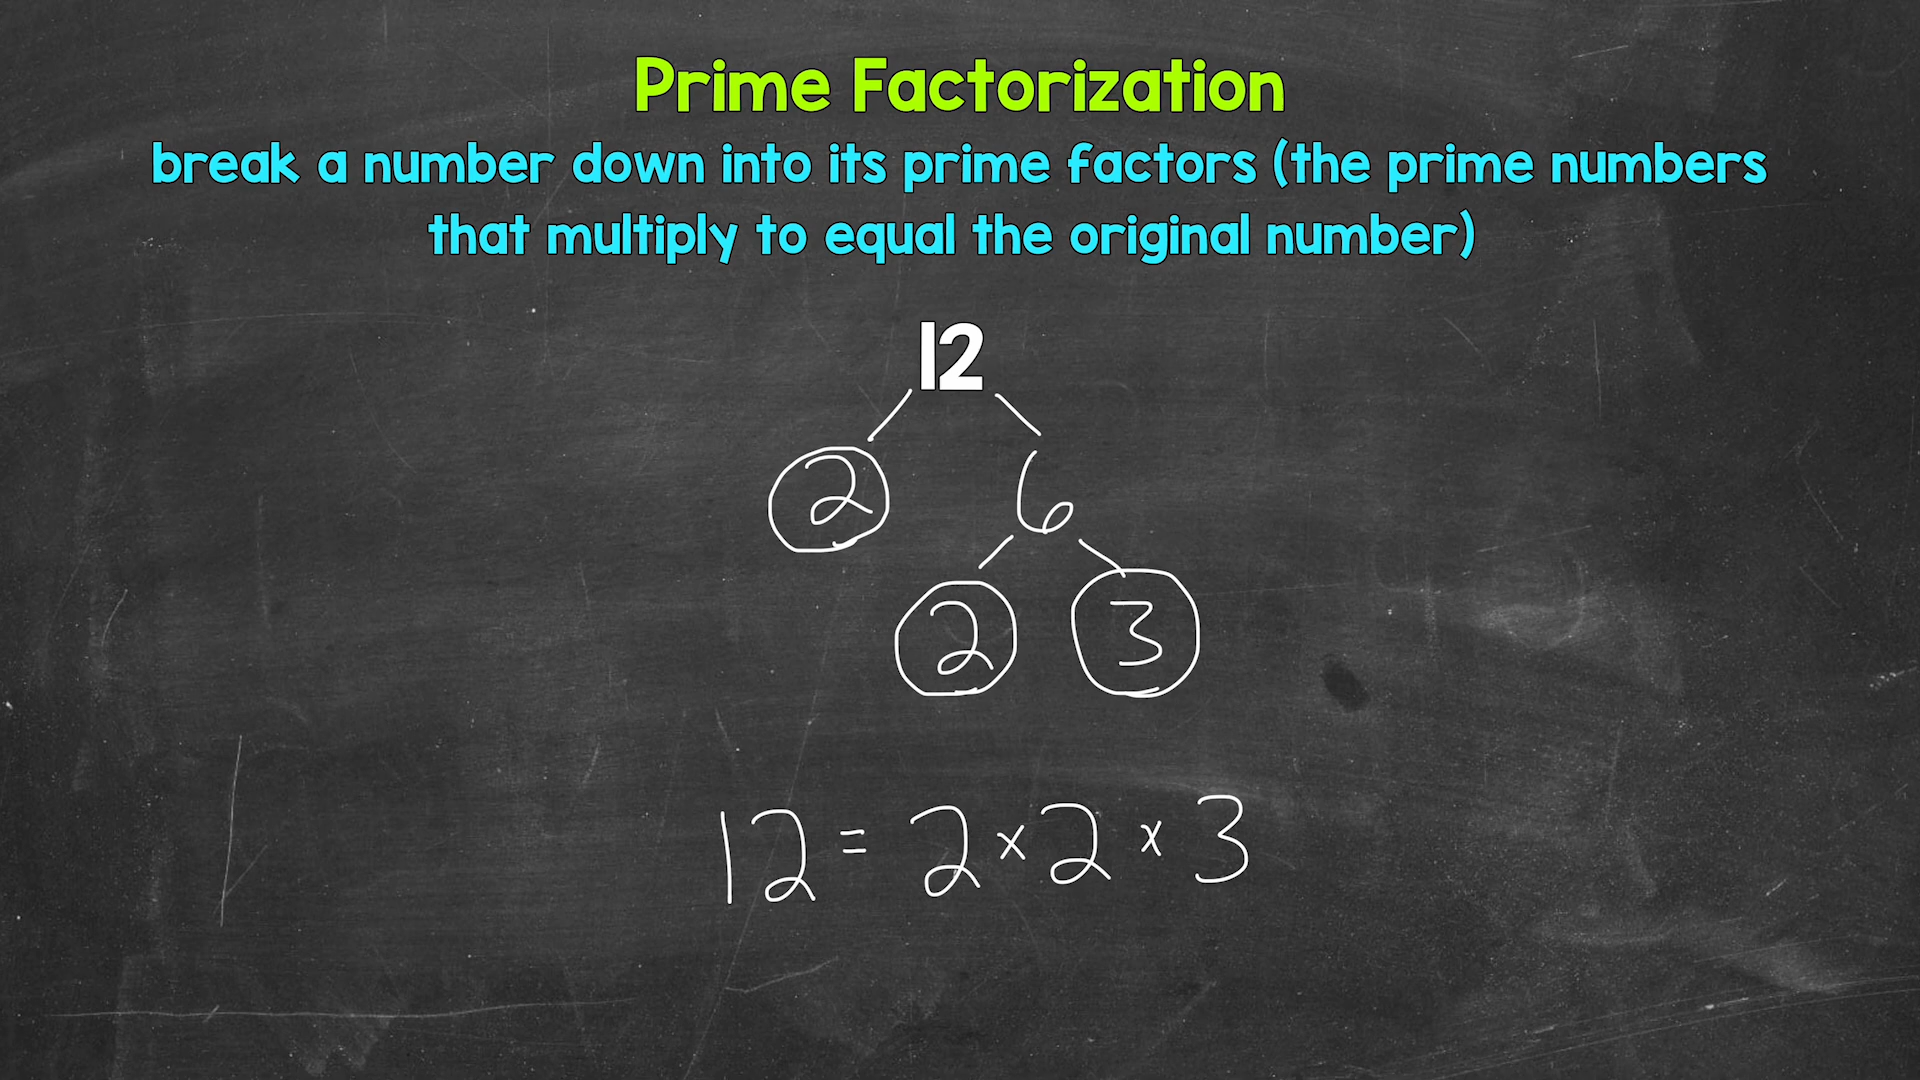 Prime Factorization
break a number down into its prime factors (the prime numbers
that multiply to equal the original number)
12
2 6
2 3
12 = 2 x 2 x 3